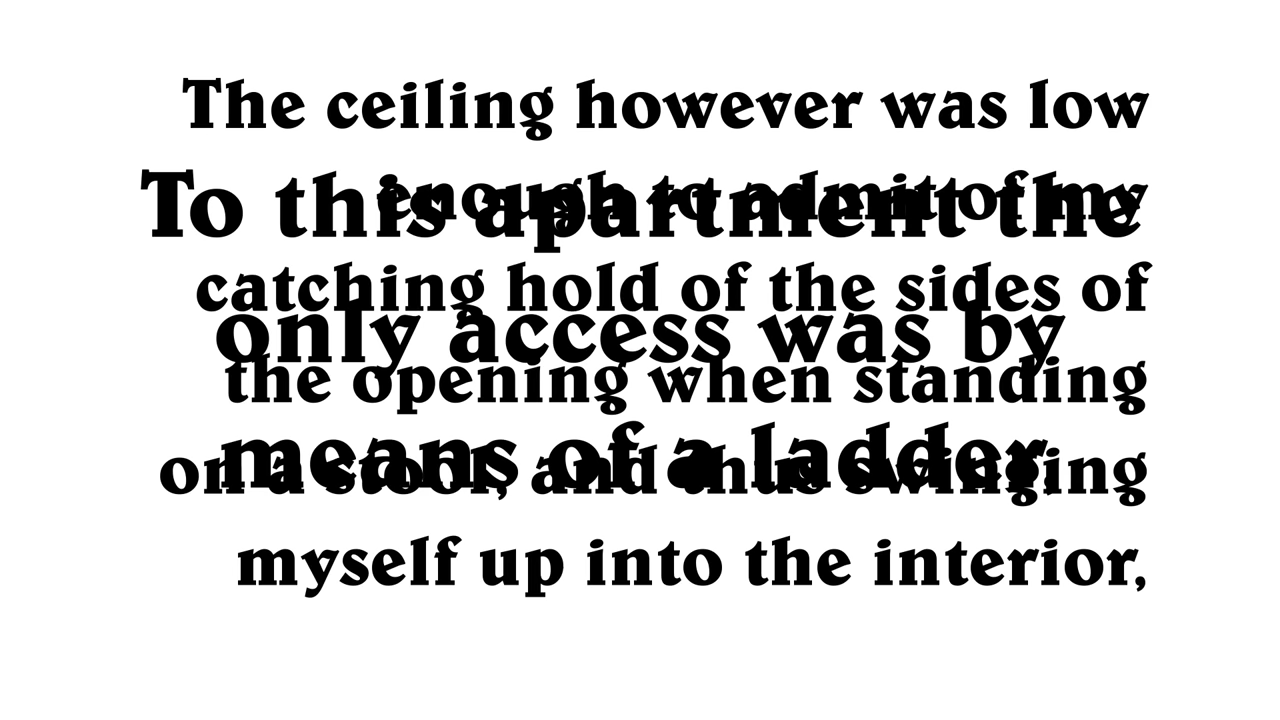 The ceiling however was low
enough to admit of my
catching hold of the sides of
the opening when standing
on a stool, and thus swinging
myself up into the interior,
To this apartment the
only access was by
means of a ladder.